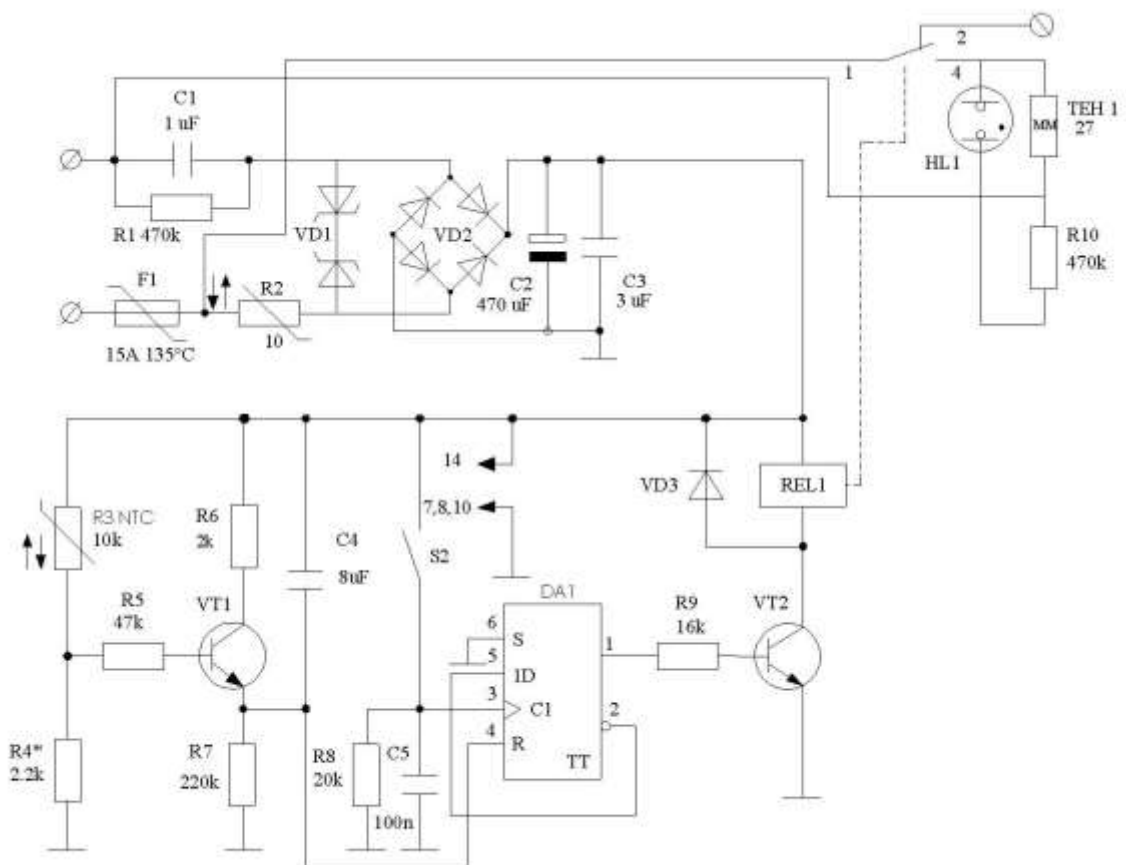 2
1
4
C1
1 uF
TEH 1
27
MM
HL1
R1 470k
VD1
VD2
R10
470k
F1
R2
C2
470 uF
C3
3 uF
10
15A 135°C
14
VD3
REL1
7,8,10
R3 NTC
10k
R6
2k
C4
8uF
S2
DA1
R5
47k
VT1
R9
16k
VT2
6
S
1
5
1D
3
C1
2
4
R
TT
R4*
2.2k
R7
220k
R8
20k
C5
100n